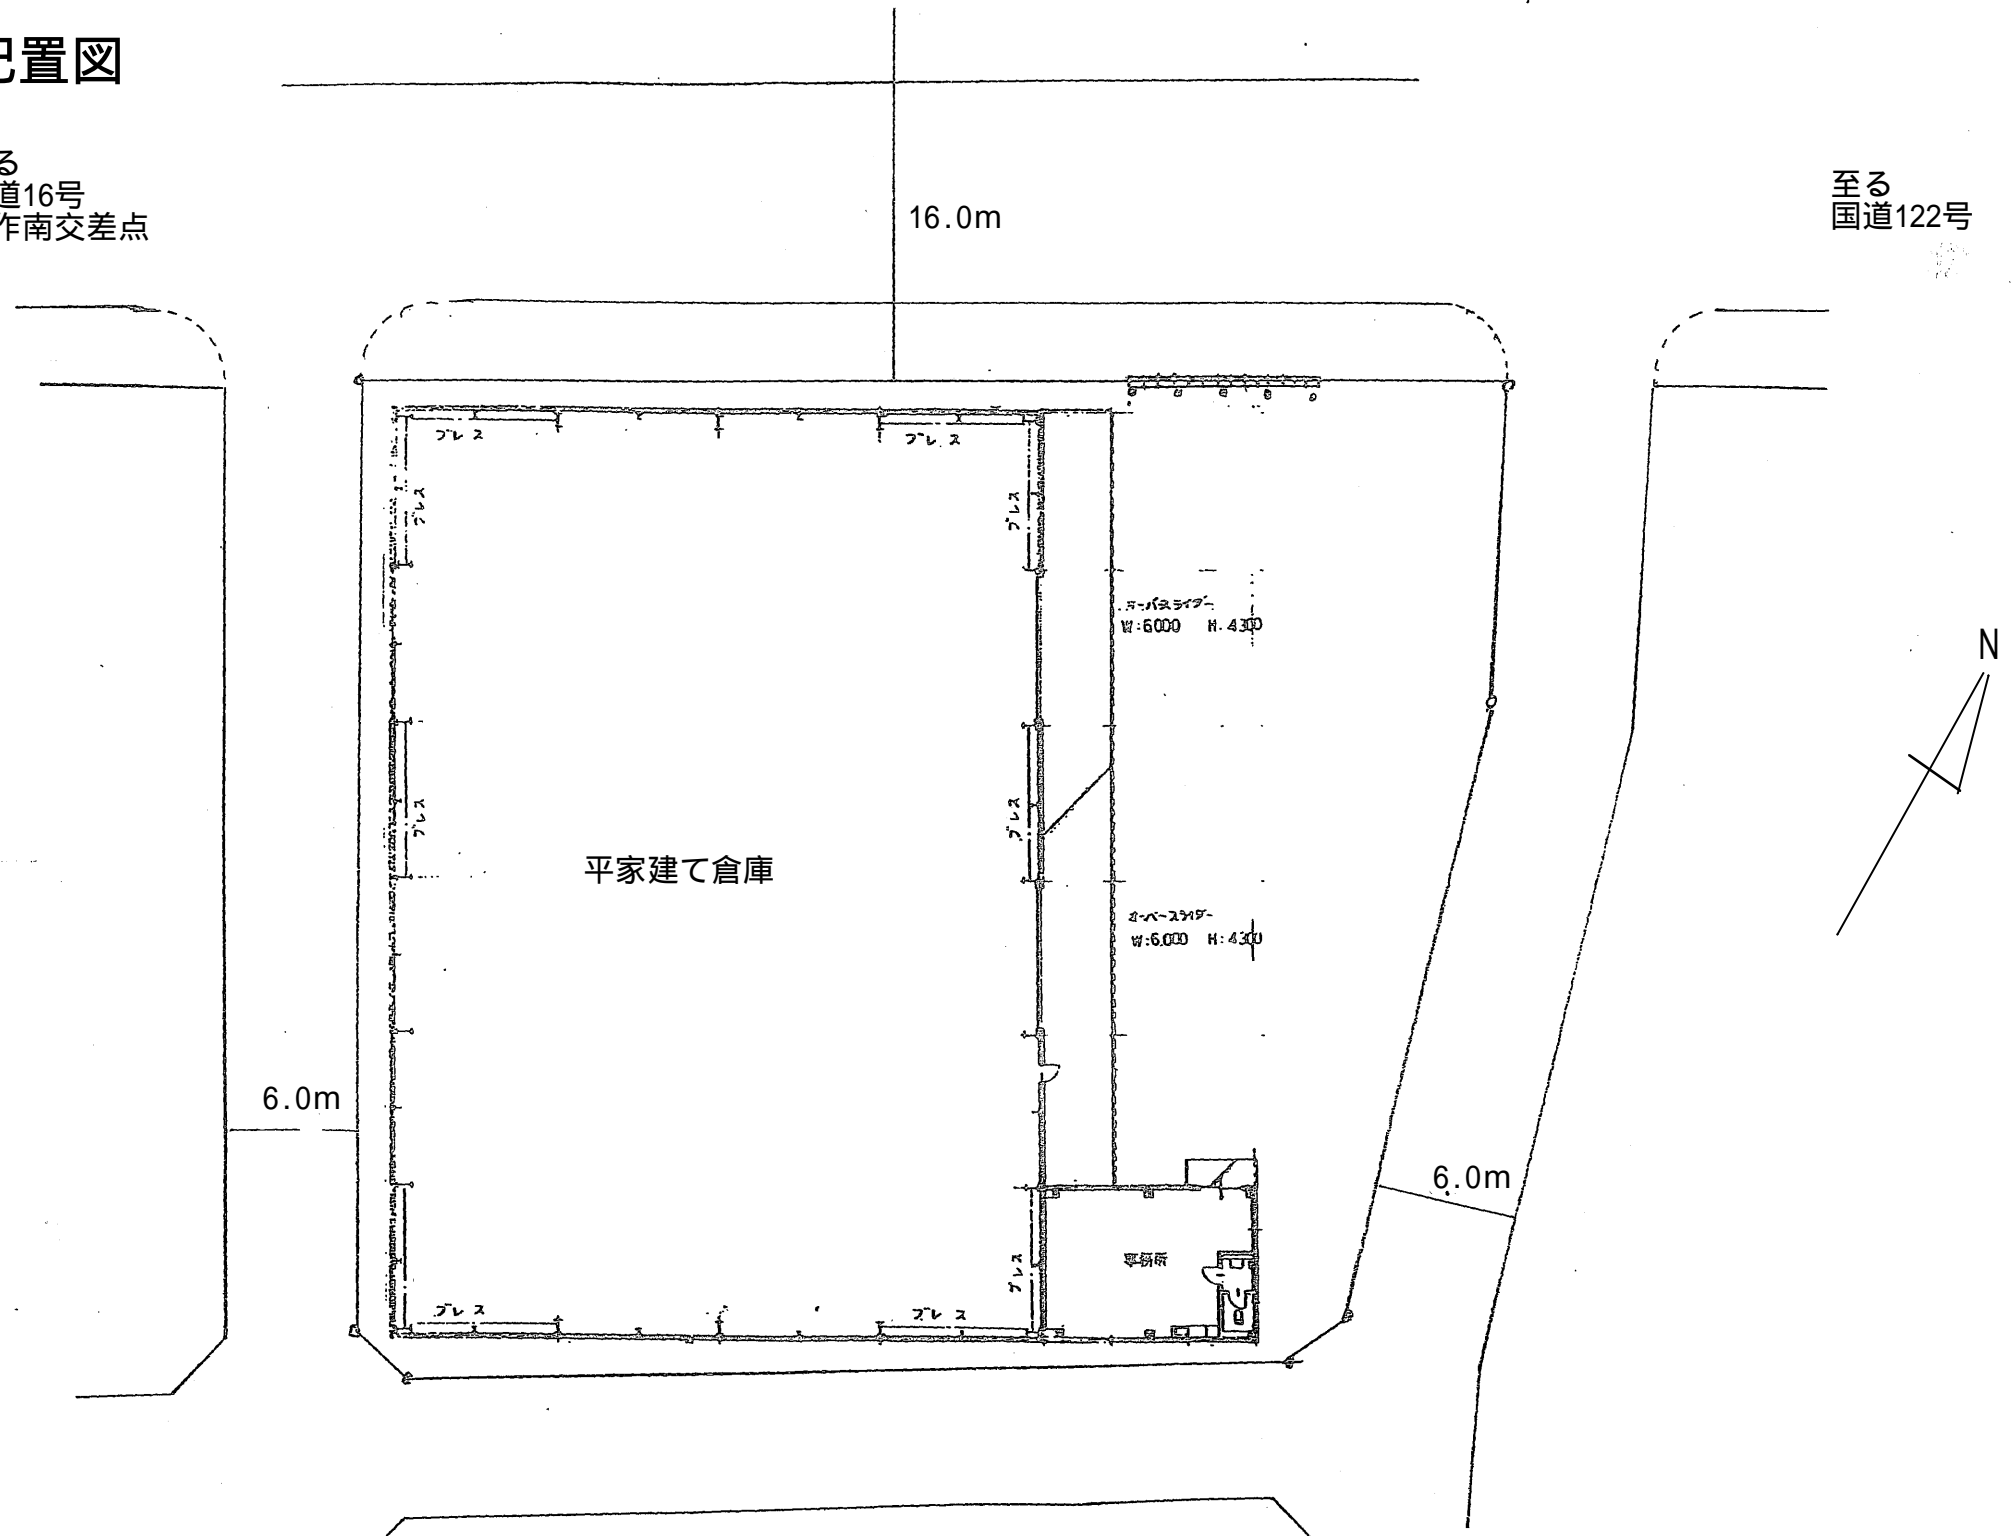 配置図
る
道16号
作南交差点
至る
国道122号
16.0m
ブレス
ブレス
ブレス
ブレス
オーバースライダー
W:6000 H:4300
N
ブレス
ブレス
平家建て倉庫
オーバースライダー
W:6,000 H:4300
6.0m
6.0m
事務所
ブレス
ブレス
ブレス